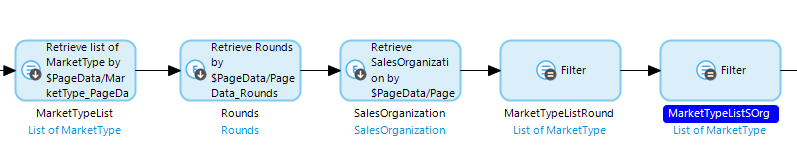 Retrieve list of
MarketType by
$PageData/Mar
ketType_PageDa
MarketTypeList
List of MarketType
Retrieve Rounds
by
$PageData/Page
Data_Rounds
Rounds
Rounds
Retrieve
SalesOrganizati
on by
$PageData/Page
SalesOrganization
SalesOrganization
Filter
MarketTypeListRound
List of MarketType
Filter
MarketTypeListSOrg
List of MarketType